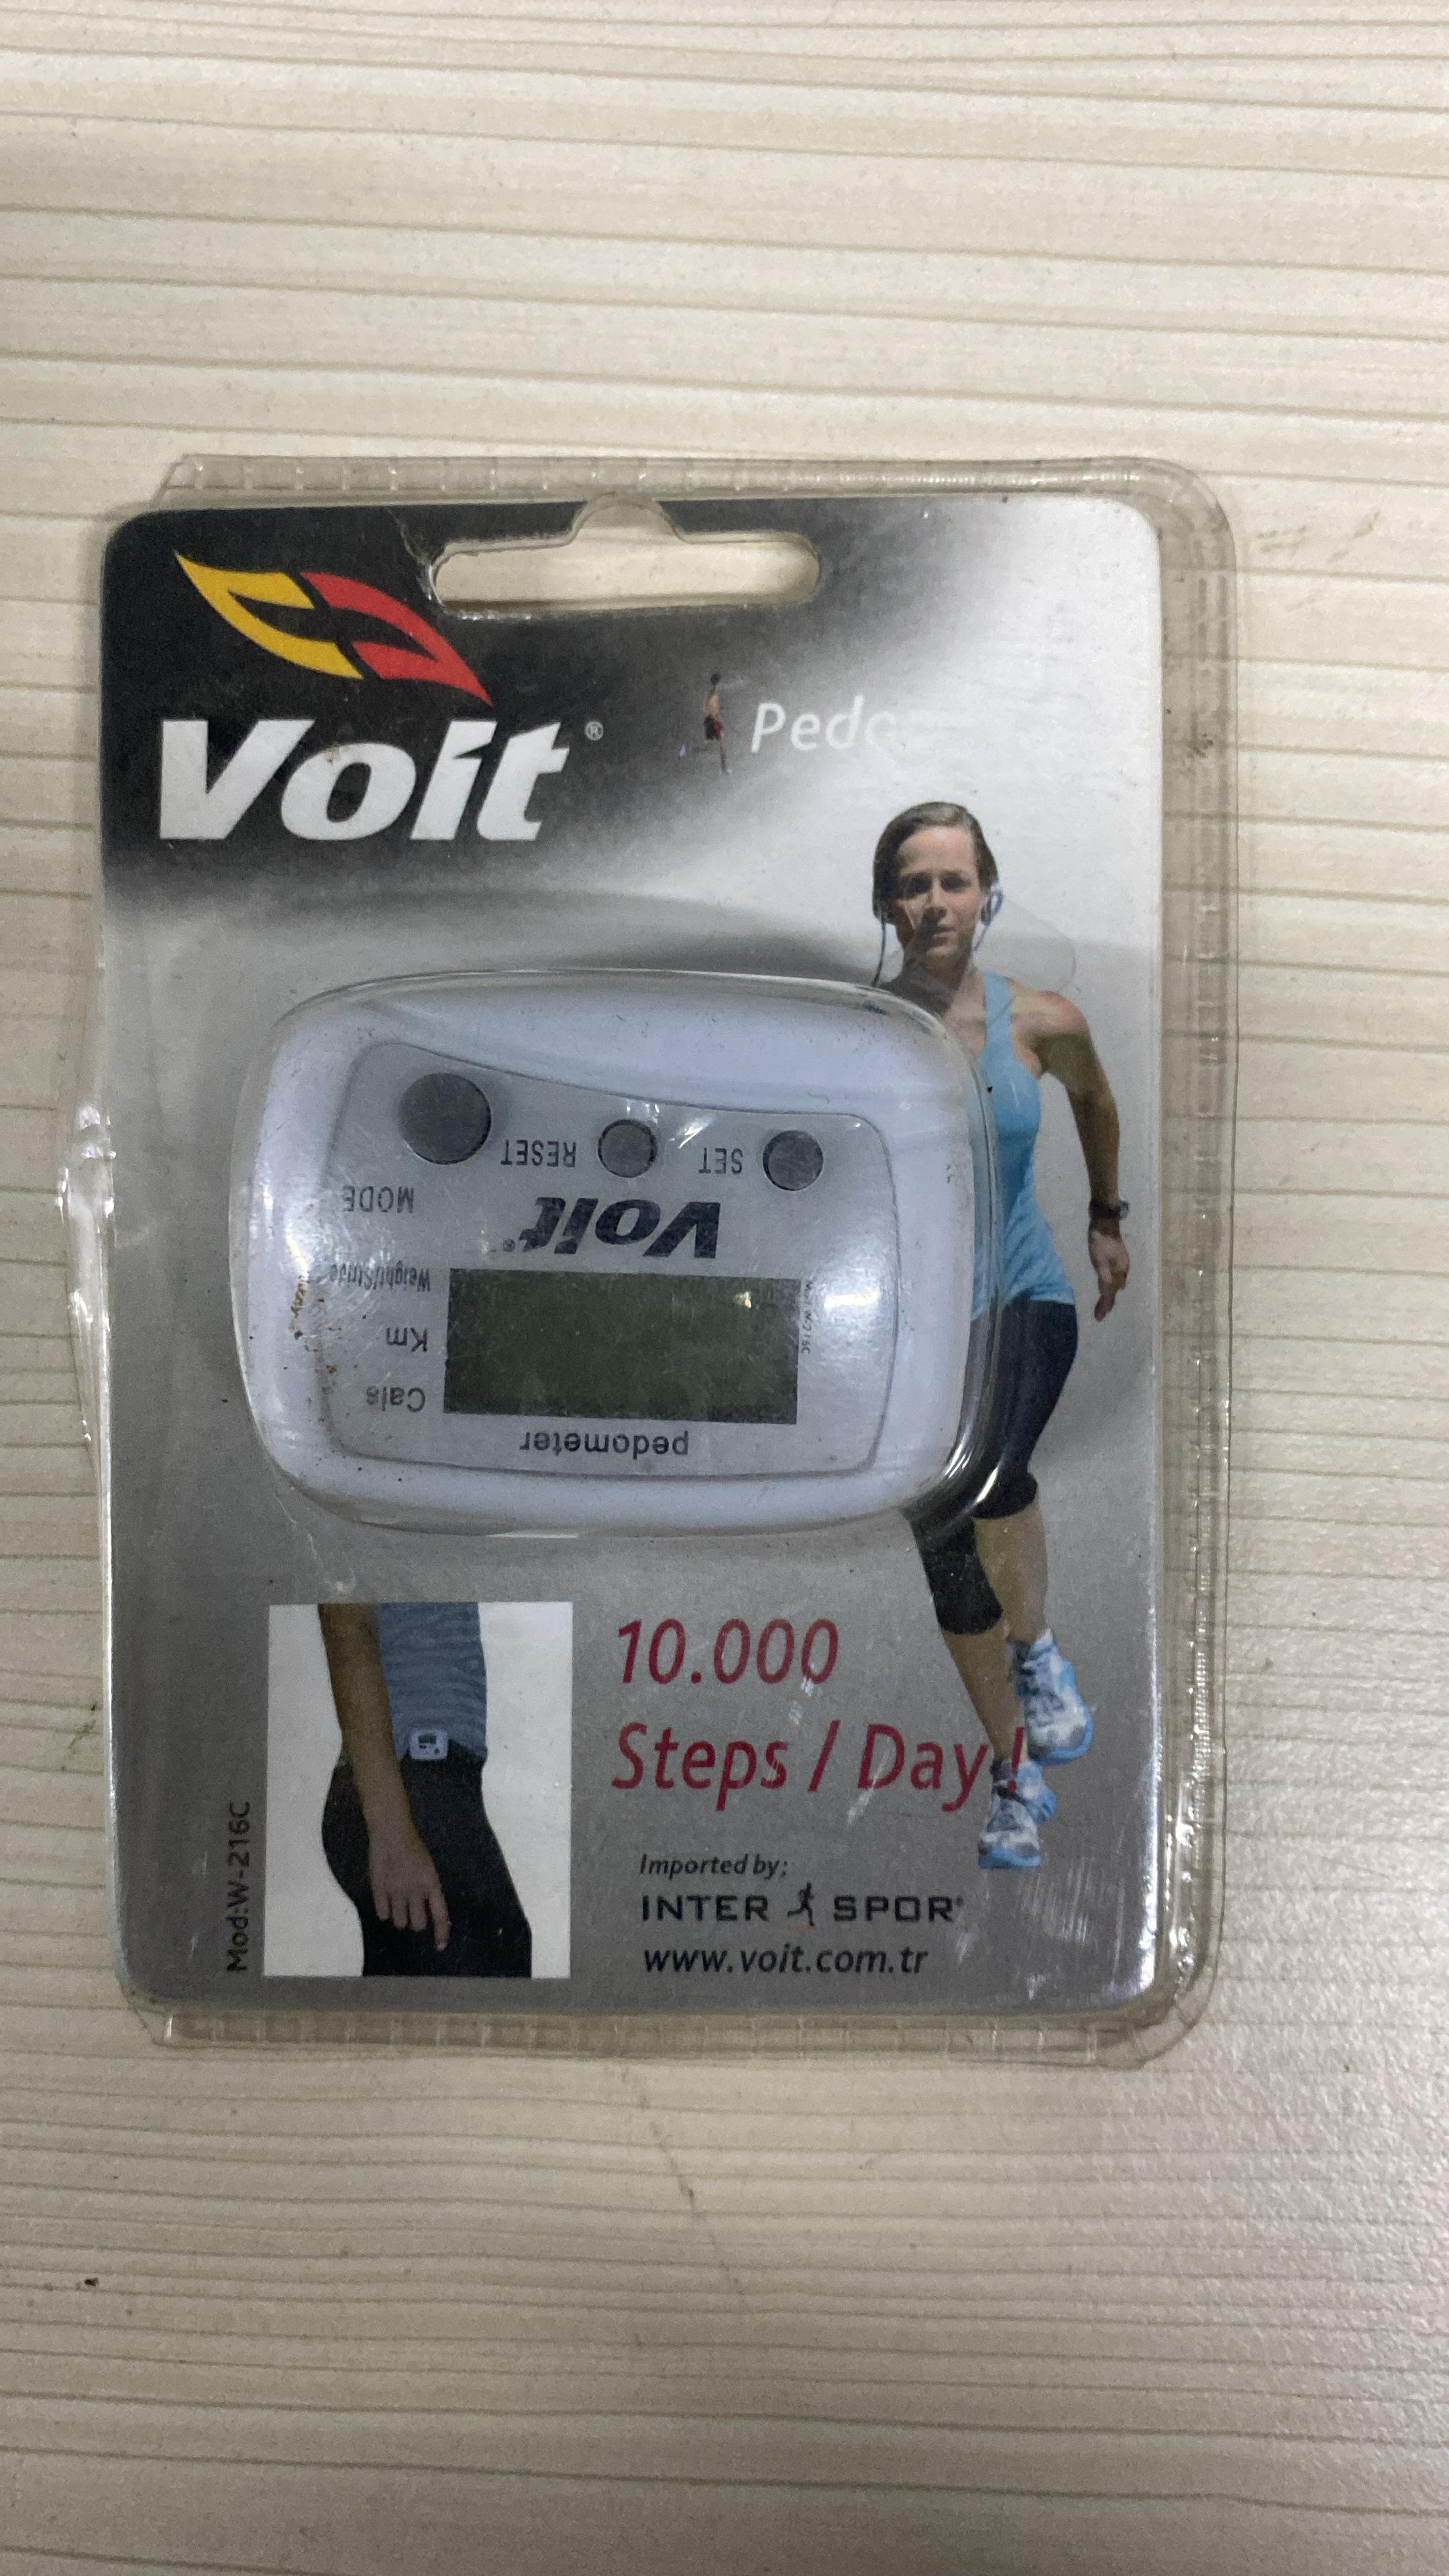 Voit®
Pedo
SET RESET
MODE
Voit®
Weight/Stride
Km
Cals
pedometer
10.000
Steps / Day !
Mod:W-216C
Imported by;
INTER SPOR®
www.voit.com.tr